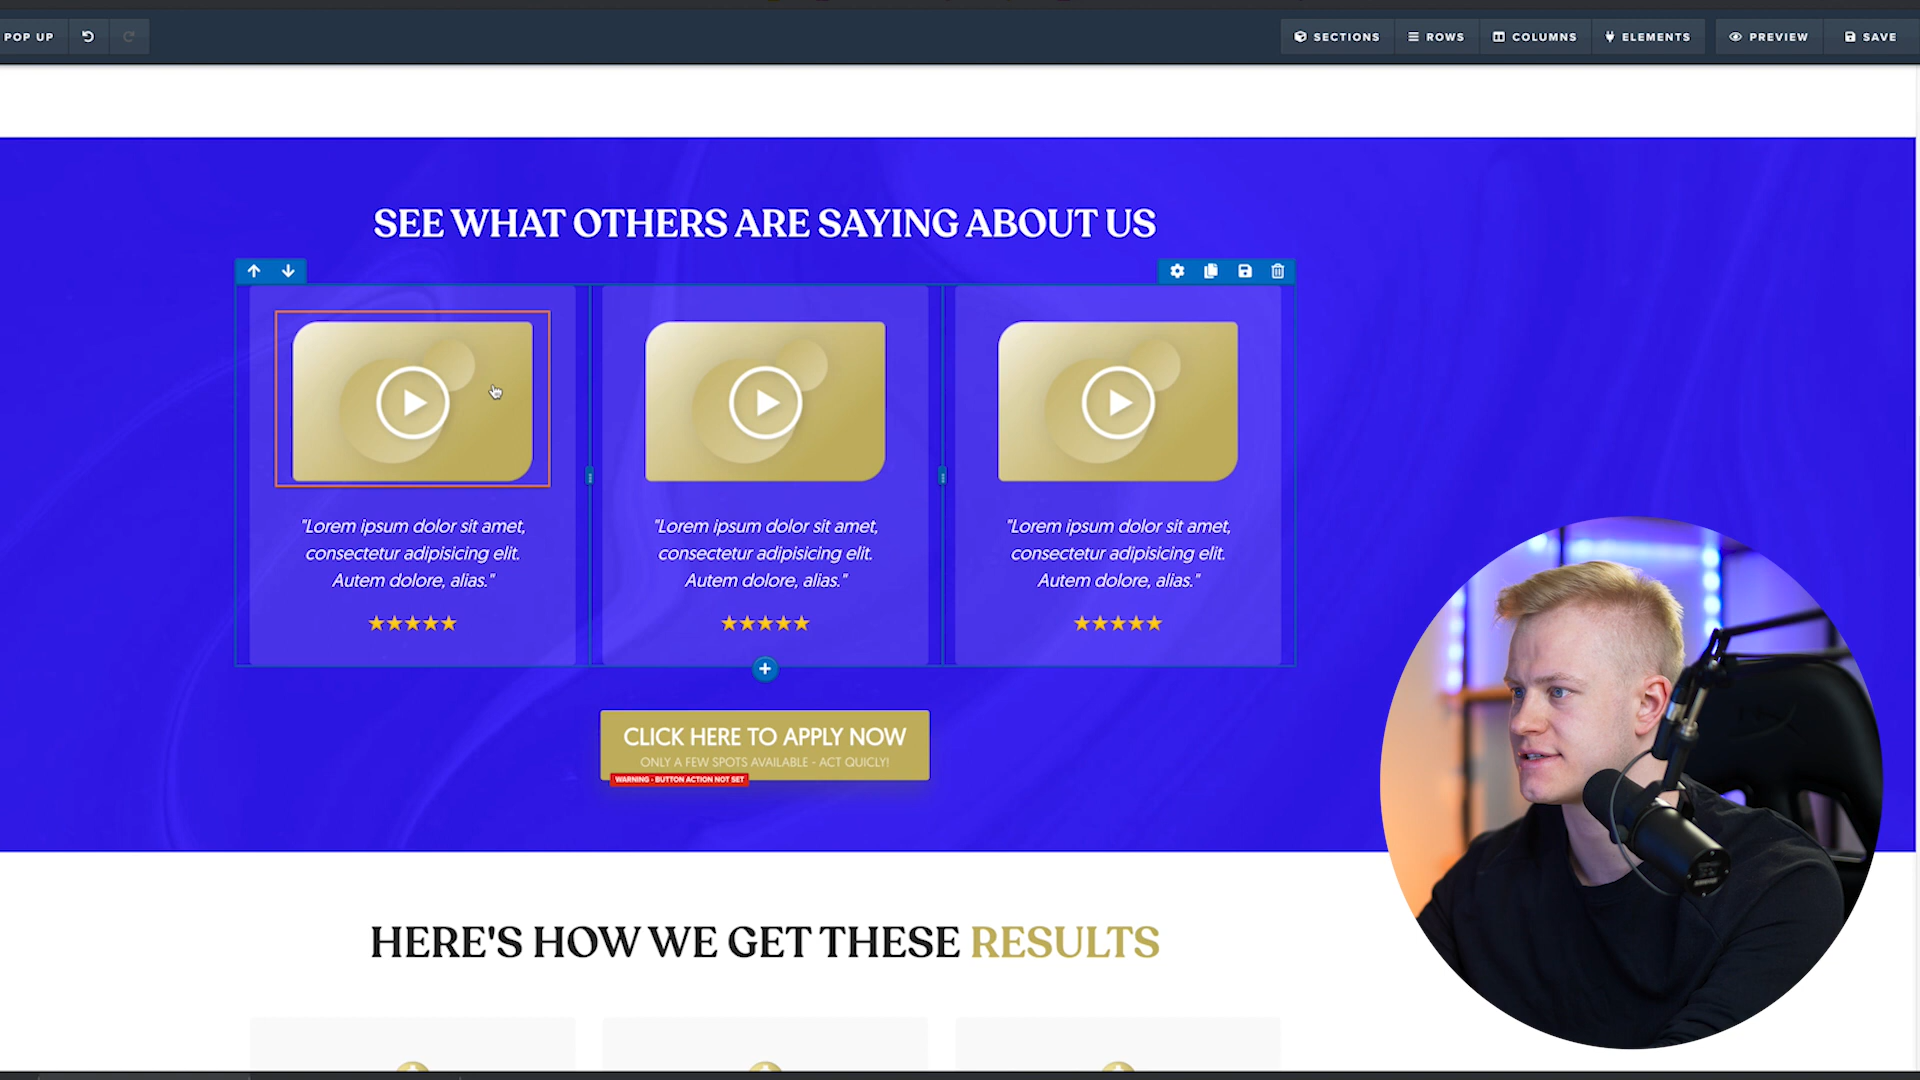 POP UP
SECTIONS
ROWS
COLUMNS
ELEMENTS
PREVIEW
SAVE
SEE WHAT OTHERS ARE SAYING ABOUT US
"Lorem ipsum dolor sit amet,
consectetur adipisicing elit.
Autem dolore, alias."
"Lorem ipsum dolor sit amet,
consectetur adipisicing elit.
Autem dolore, alias."
"Lorem ipsum dolor sit amet,
consectetur adipisicing elit.
Autem dolore, alias."
CLICK HERE TO APPLY NOW
ONLY A FEW SPOTS AVAILABLE - ACT QUICLY!
WARNING - BUTTON ACTION NOT SET
HERE'S HOW WE GET THESE RESULTS